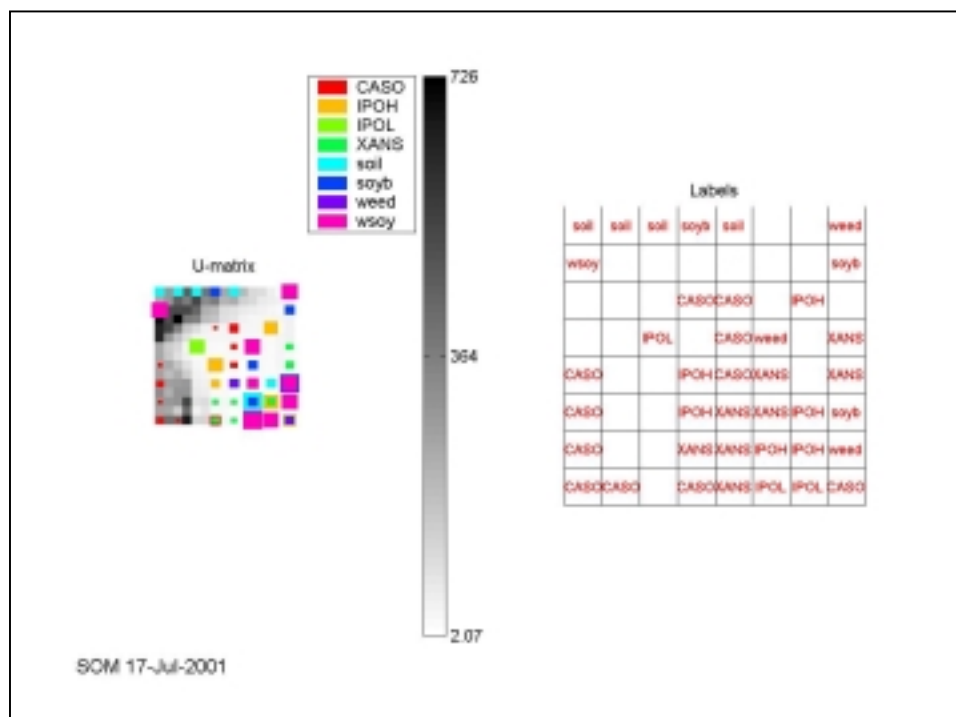 726
CASO
IPOH
IPOL
XANS
soil
soyb
weed
wsoy
364
2.07
U-matrix
Labels
soil soil soil soyb soil weed
wsoy soyb
CASO CASO IPOH
IPOL CASO weed XANS
CASO IPOH CASO XANS XANS
CASO IPOH XANS XANS IPOH soyb
CASO XANS XANS IPOH IPOH weed
CASO CASO CASO XANS IPOL IPOL CASO
SOM 17-Jul-2001